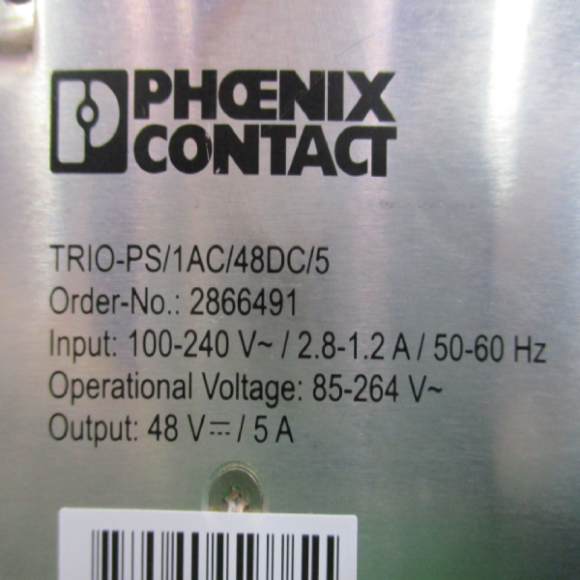 PHŒNIX
CONTACT
TRIO-PS/1AC/48DC/5
Order-No.: 2866491
Input: 100-240 V~ / 2.8-1.2 A / 50-60 Hz
Operational Voltage: 85-264 V~
Output: 48 V⎓ / 5 A